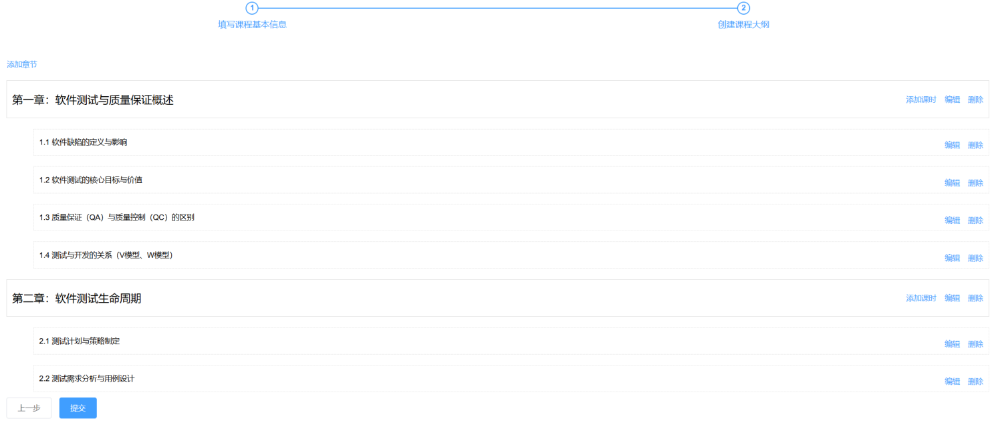 1 2
填写课程基本信息 创建课程大纲
添加章节
第一章：软件测试与质量保证概述 添加课时 编辑 删除
1.1 软件缺陷的定义与影响 编辑 删除
1.2 软件测试的核心目标与价值 编辑 删除
1.3 质量保证（QA）与质量控制（QC）的区别 编辑 删除
1.4 测试与开发的关系（V模型、W模型） 编辑 删除
第二章：软件测试生命周期 添加课时 编辑 删除
2.1 测试计划与策略制定 编辑 删除
2.2 测试需求分析与用例设计 编辑 删除
上一步 提交